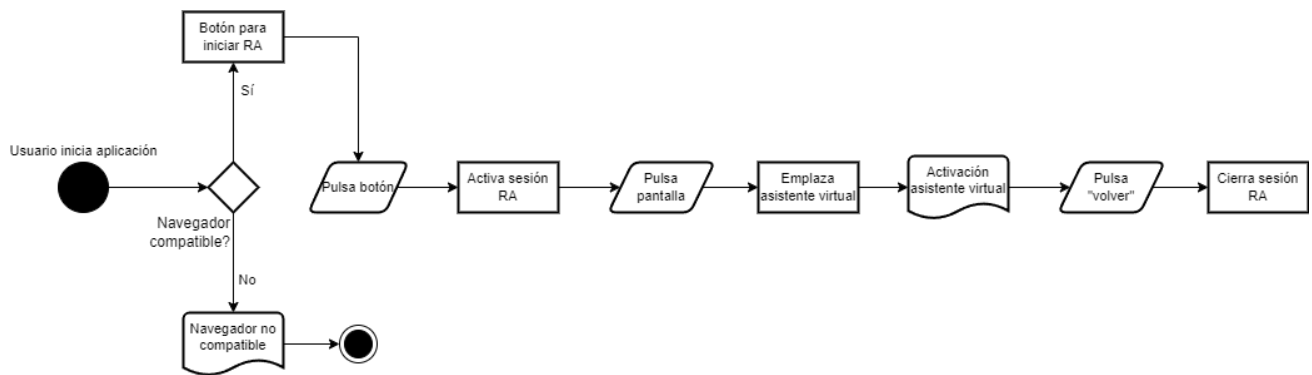 Botón para
iniciar RA
Sí
Usuario inicia aplicación
Navegador
compatible?
Pulsa botón
Activa sesión
RA
Pulsa
pantalla
Emplaza
asistente virtual
Activación
asistente virtual
Pulsa
"volver"
Cierra sesión
RA
No
Navegador no
compatible